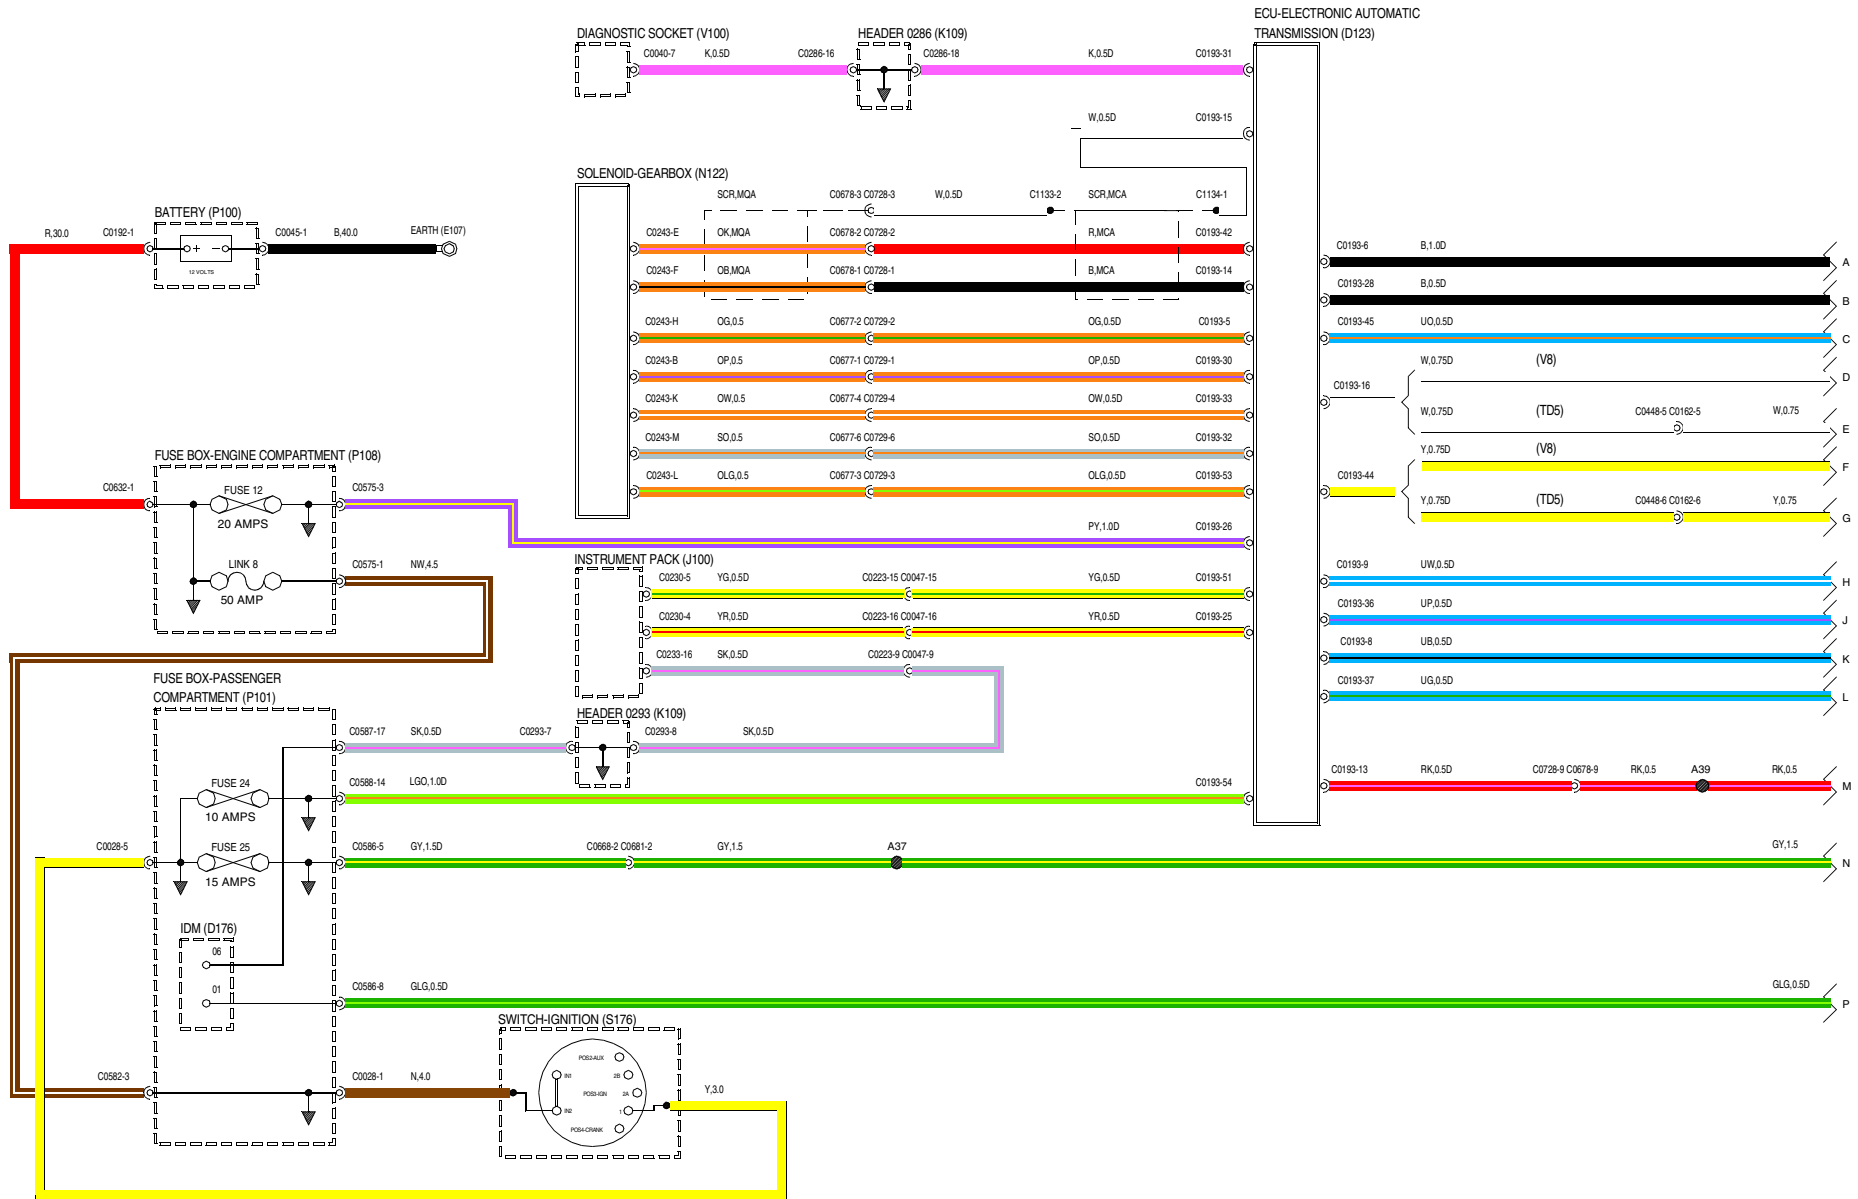 ECU-ELECTRONIC AUTOMATIC
TRANSMISSION (D123)
DIAGNOSTIC SOCKET (V100)
HEADER 0286 (K109)
C0040-7 K,0.5D C0286-16 C0286-18 K,0.5D C0193-31
W,0.5D C0193-15
SOLENOID-GEARBOX (N122)
SCR,MQA C0678-3 C0728-3 W,0.5D C1133-2 SCR,MCA C1134-1
BATTERY (P100)
R,30.0 C0192-1 C0045-1 B,40.0 EARTH (E107)
+ −
12 VOLTS
C0243-E OK,MQA C0678-2 C0728-2 R,MCA C0193-42
C0193-6 B,1.0D A
C0243-F OB,MQA C0678-1 C0728-1 B,MCA C0193-14
C0193-28 B,0.5D B
C0243-H OG,0.5 C0677-2 C0729-2 OG,0.5D C0193-5
C0193-45 UO,0.5D C
C0243-B OP,0.5 C0677-1 C0729-1 OP,0.5D C0193-30
W,0.75D (V8) D
C0193-16
C0243-K OW,0.5 C0677-4 C0729-4 OW,0.5D C0193-33
W,0.75D (TD5) C0448-5 C0162-5 W,0.75 E
C0243-M SO,0.5 C0677-6 C0729-6 SO,0.5D C0193-32
Y,0.75D (V8) F
C0243-L OLG,0.5 C0677-3 C0729-3 OLG,0.5D C0193-53
C0193-44
Y,0.75D (TD5) C0448-6 C0162-6 Y,0.75 G
FUSE BOX-ENGINE COMPARTMENT (P108)
C0632-1 FUSE 12 C0575-3
20 AMPS
PY,1.0D C0193-26
LINK 8 C0575-1 NW,4.5
50 AMP
INSTRUMENT PACK (J100)
C0230-5 YG,0.5D C0223-15 C0047-15 YG,0.5D C0193-51
C0193-9 UW,0.5D H
C0230-4 YR,0.5D C0223-16 C0047-16 YR,0.5D C0193-25
C0193-36 UP,0.5D J
C0233-16 SK,0.5D C0223-9 C0047-9
C0193-8 UB,0.5D K
C0193-37 UG,0.5D L
FUSE BOX-PASSENGER
COMPARTMENT (P101)
HEADER 0293 (K109)
C0587-17 SK,0.5D C0293-7 C0293-8 SK,0.5D
FUSE 24 C0588-14 LGO,1.0D C0193-54
10 AMPS
C0193-13 RK,0.5D C0728-9 C0678-9 RK,0.5 A39 RK,0.5 M
C0028-5 FUSE 25 C0586-5 GY,1.5D C0668-2 C0681-2 GY,1.5 A37 GY,1.5 N
15 AMPS
IDM (D176)
06
01
C0586-8 GLG,0.5D GLG,0.5D P
SWITCH-IGNITION (S176)
POS2-AUX
C0582-3 C0028-1 N,4.0
IN1 2B
POS3-IGN 2A
IN2 1
POS4-CRANK
Y,3.0